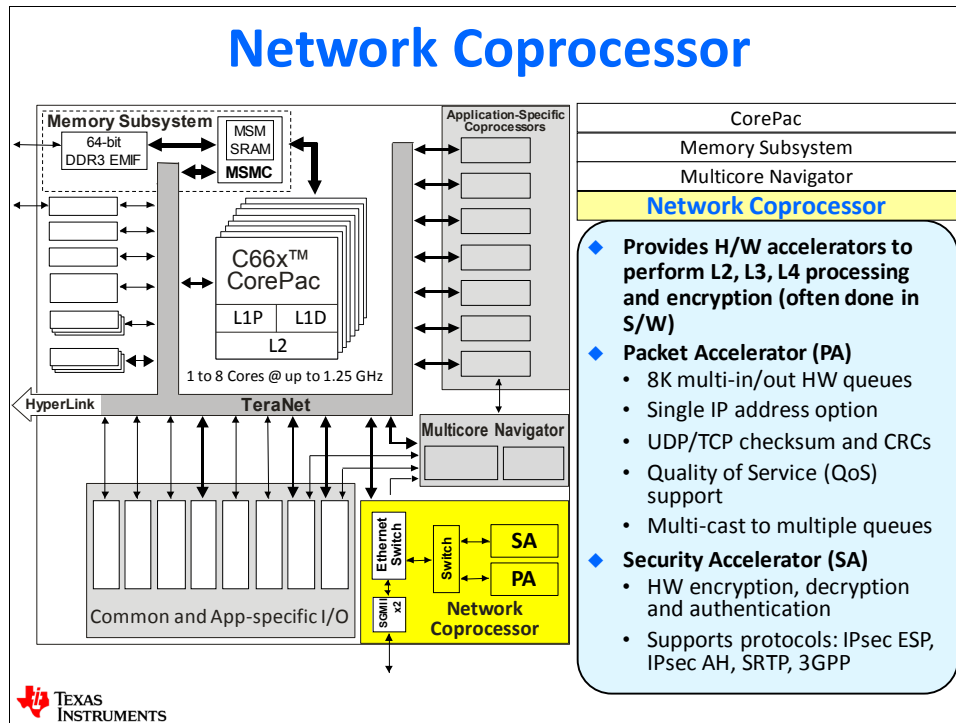 Network Coprocessor
Memory Subsystem
64-bit
DDR3 EMIF
MSM
SRAM
MSMC
C66x™
CorePac
L1P
L1D
L2
1 to 8 Cores @ up to 1.25 GHz
HyperLink
TeraNet
Application-Specific
Coprocessors
Multicore Navigator
Common and App-specific I/O
Ethernet
Switch
Switch
SA
PA
SGMII
x2
Network
Coprocessor
CorePac
Memory Subsystem
Multicore Navigator
Network Coprocessor
◆ Provides H/W accelerators to
perform L2, L3, L4 processing
and encryption (often done in
S/W)
◆ Packet Accelerator (PA)
• 8K multi-in/out HW queues
• Single IP address option
• UDP/TCP checksum and CRCs
• Quality of Service (QoS)
support
• Multi-cast to multiple queues
◆ Security Accelerator (SA)
• HW encryption, decryption
and authentication
• Supports protocols: IPsec ESP,
IPsec AH, SRTP, 3GPP
TEXAS
INSTRUMENTS